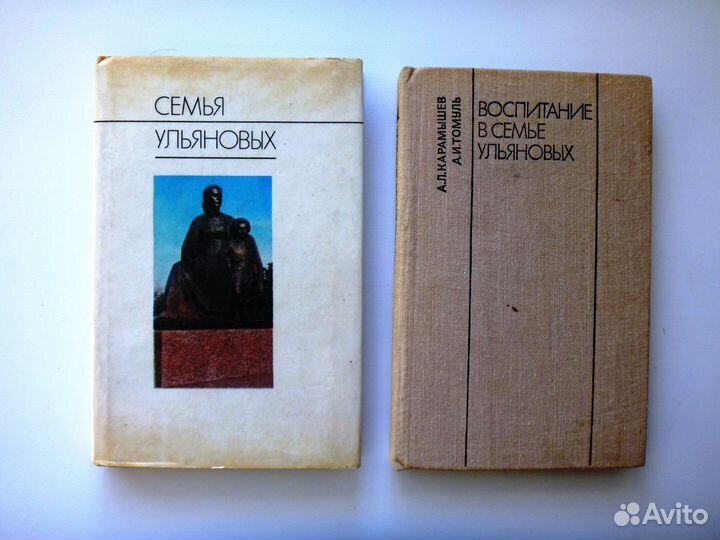 СЕМЬЯ
УЛЬЯНОВЫХ
А.Л.КАРАМЫШЕВ
А.И.ТОМУЛЬ
ВОСПИТАНИЕ
В СЕМЬЕ
УЛЬЯНОВЫХ
Avito